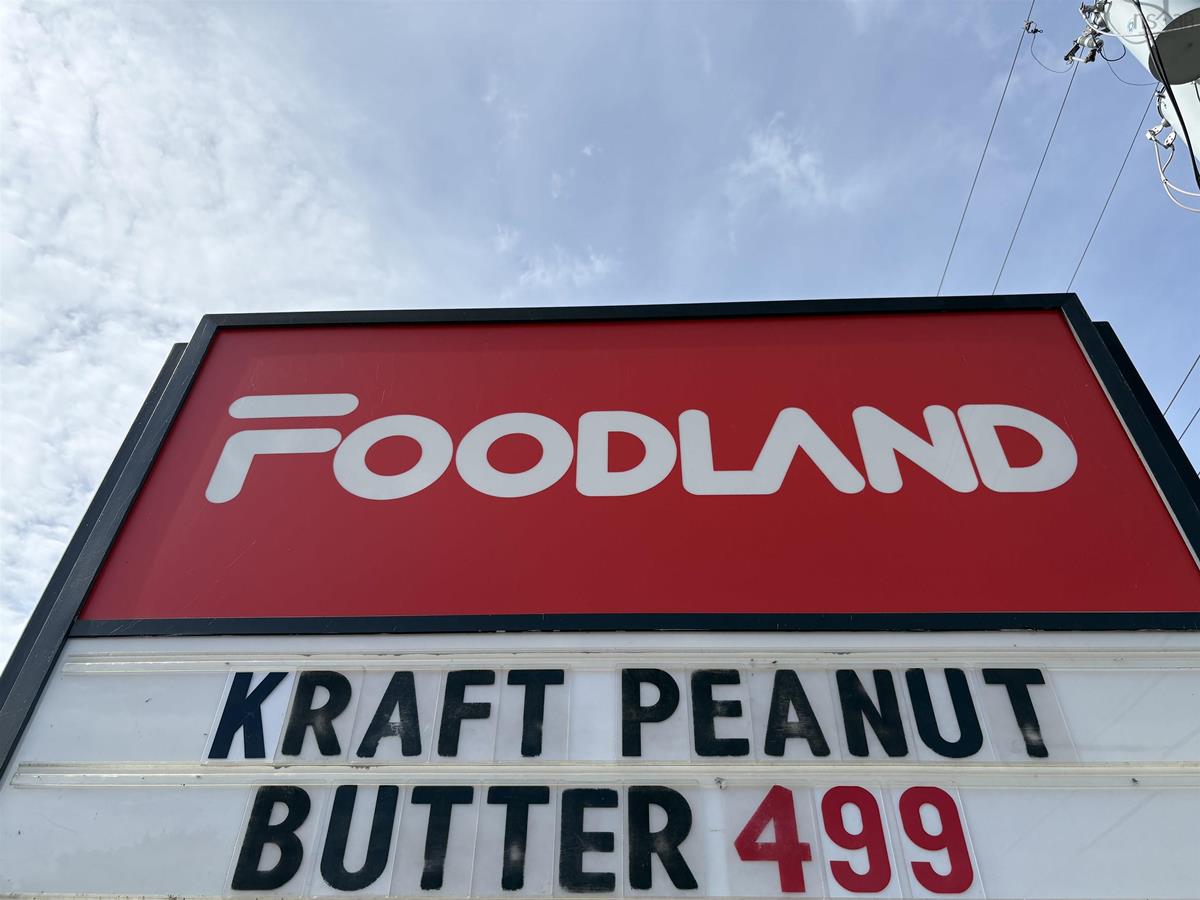 FOODLAND
KRAFT PEANUT
BUTTER 499